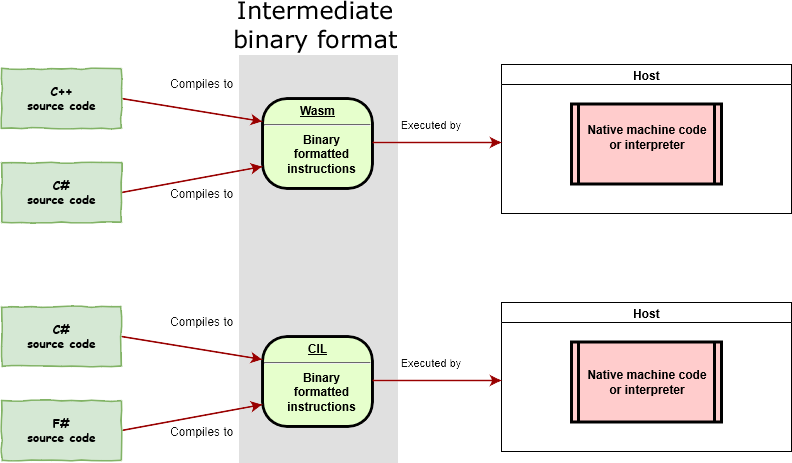 Intermediate
binary format
C++
source code
Compiles to
C#
source code
Compiles to
Wasm
Binary
formatted
instructions
Executed by
Host
Native machine code
or interpreter
C#
source code
Compiles to
F#
source code
Compiles to
CIL
Binary
formatted
instructions
Executed by
Host
Native machine code
or interpreter